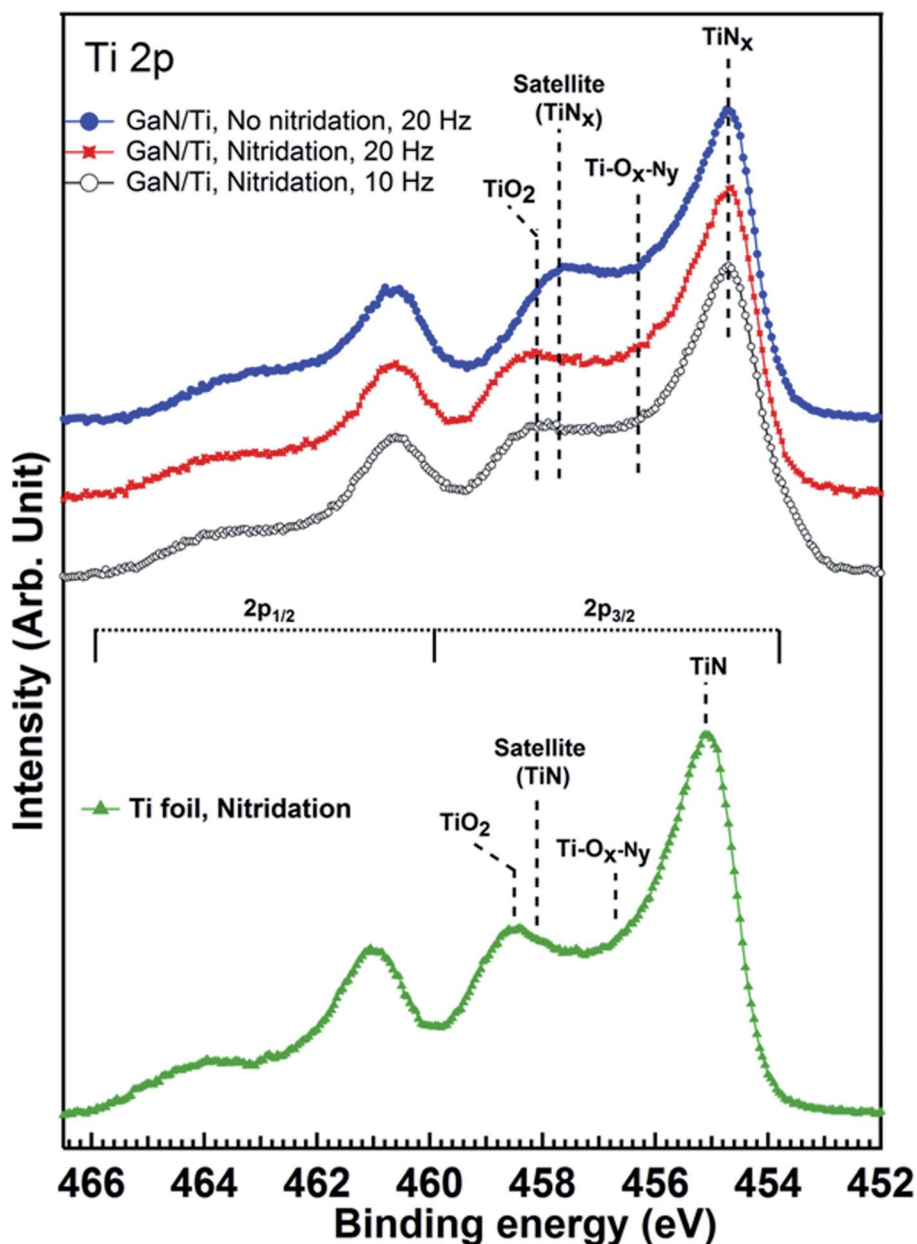 Ti 2p
TiNₓ
Satellite
(TiNₓ)
GaN/Ti, No nitridation, 20 Hz
GaN/Ti, Nitridation, 20 Hz
GaN/Ti, Nitridation, 10 Hz
TiO₂
Ti-Oₓ-Nᵧ
2p₁/₂
2p₃/₂
TiN
Satellite
(TiN)
Ti foil, Nitridation
TiO₂
Ti-Oₓ-Nᵧ
Intensity (Arb. Unit)
466 464 462 460 458 456 454 452
Binding energy (eV)